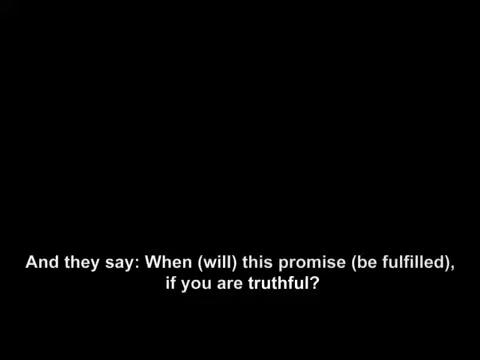 And they say: When (will) this promise (be fulfilled),
if you are truthful?